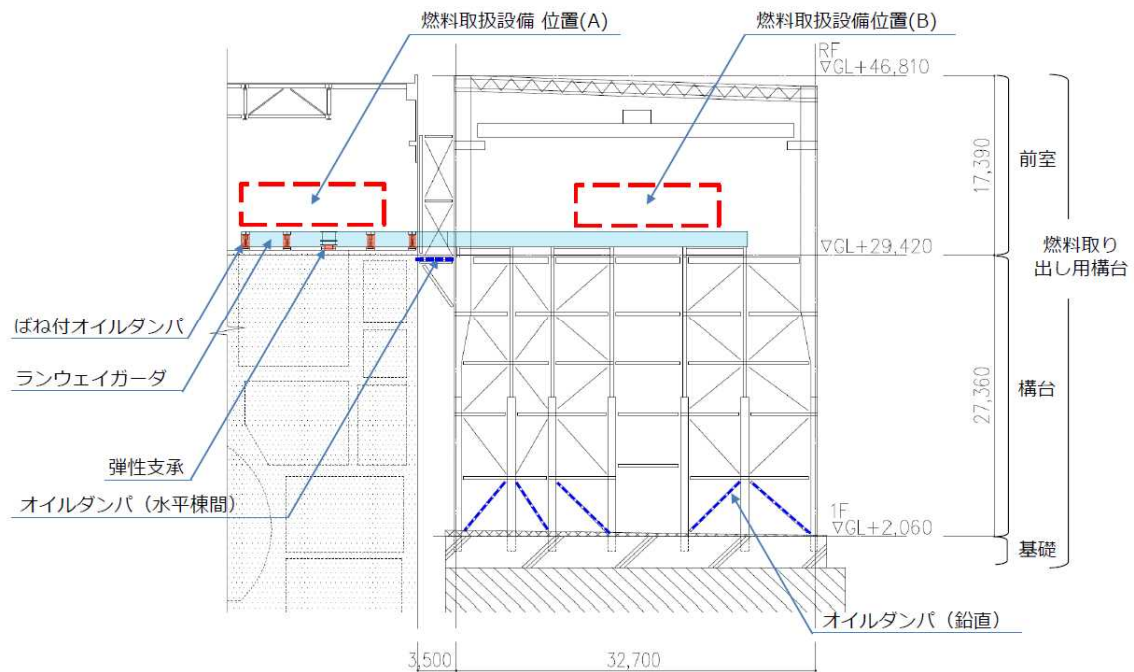 燃料取扱設備 位置(A)
燃料取扱設備位置(B)
RF
▽GL+46,810
17,390
前室
▽GL+29,420
燃料取り
出し用構台
ばね付オイルダンパ
ランウェイガーダ
27,360
構台
弾性支承
オイルダンパ（水平棟間）
1F
▽GL+2,060
基礎
オイルダンパ（鉛直）
3,500
32,700